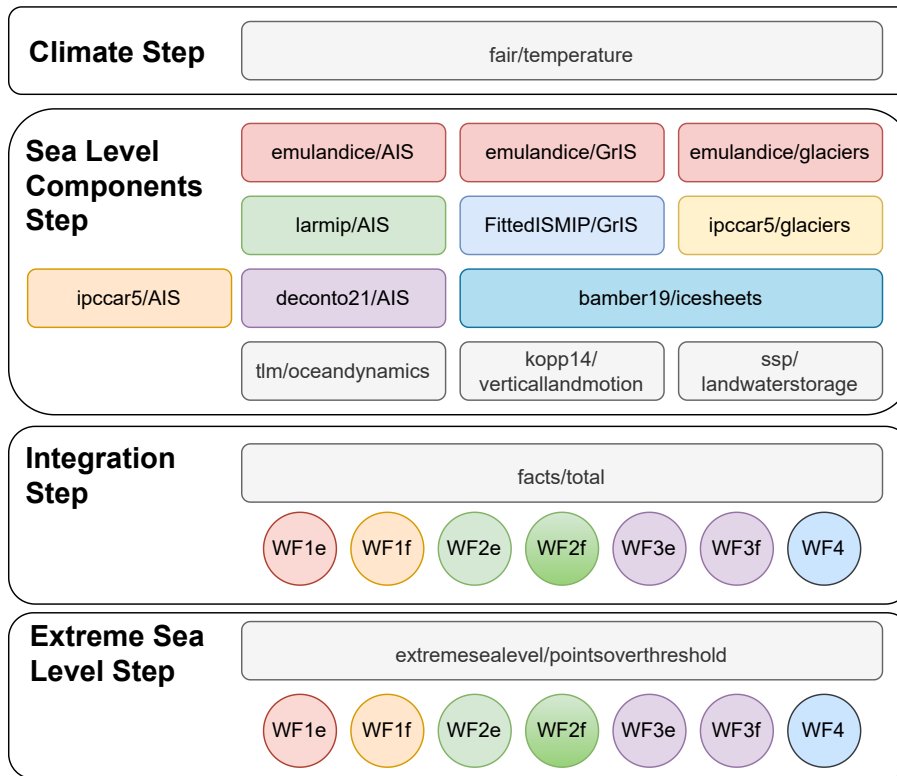 Climate Step
fair/temperature
Sea Level
Components
Step
emulandice/AIS
emulandice/GrIS
emulandice/glaciers
larmip/AIS
FittedISMIP/GrIS
ipccar5/glaciers
ipccar5/AIS
deconto21/AIS
bamber19/icesheets
tlm/oceandynamics
kopp14/
verticallandmotion
ssp/
landwaterstorage
Integration
Step
facts/total
WF1e
WF1f
WF2e
WF2f
WF3e
WF3f
WF4
Extreme Sea
Level Step
extremesealevel/pointsoverthreshold
WF1e
WF1f
WF2e
WF2f
WF3e
WF3f
WF4